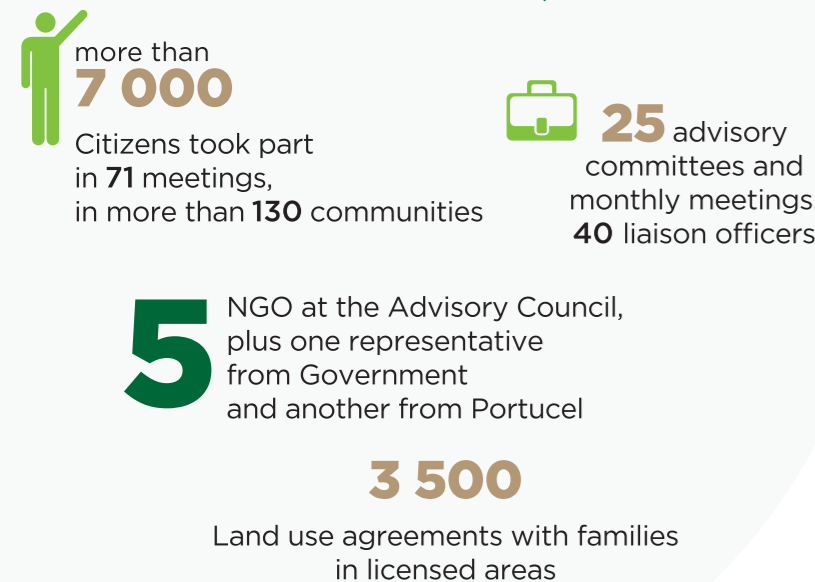 more than
7 000
Citizens took part
in 71 meetings,
in more than 130 communities
25 advisory
committees and
monthly meetings
40 liaison officers
5
NGO at the Advisory Council,
plus one representative
from Government
and another from Portucel
3 500
Land use agreements with families
in licensed areas